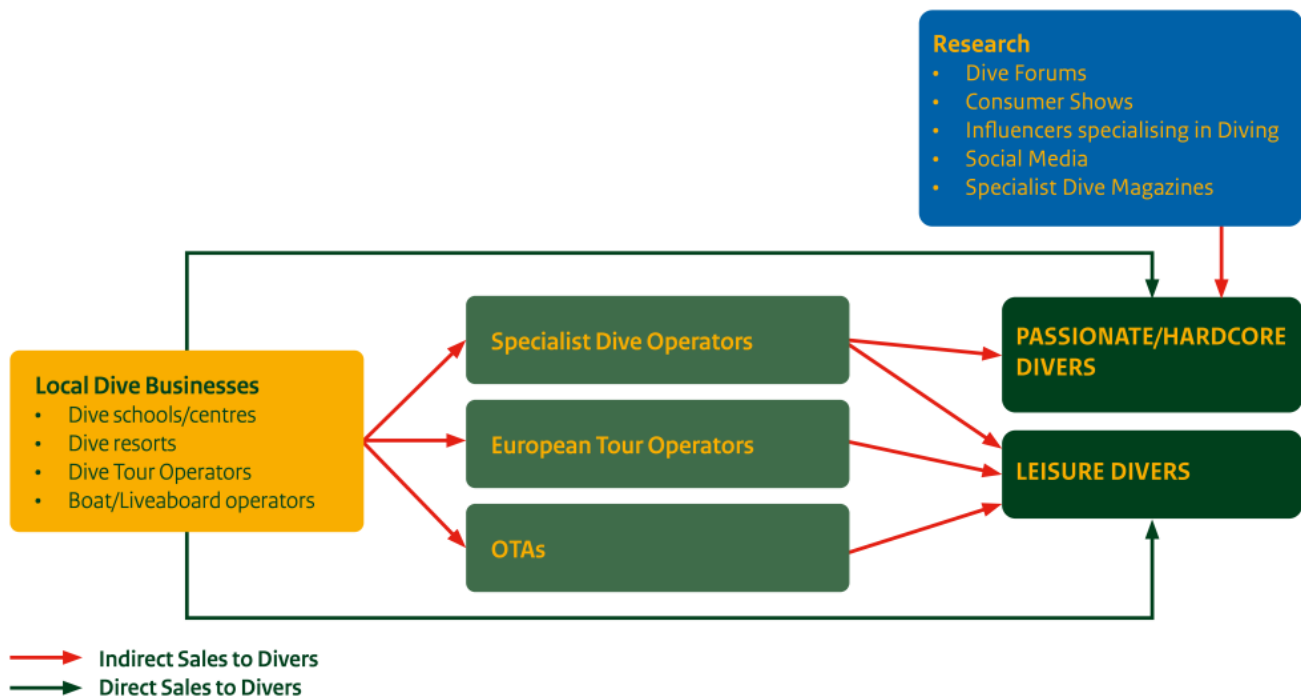 Research
• Dive Forums
• Consumer Shows
• Influencers specialising in Diving
• Social Media
• Specialist Dive Magazines
Specialist Dive Operators
PASSIONATE/HARDCORE
DIVERS
Local Dive Businesses
• Dive schools/centres
• Dive resorts
• Dive Tour Operators
• Boat/Liveaboard operators
European Tour Operators
LEISURE DIVERS
OTAs
Indirect Sales to Divers
Direct Sales to Divers